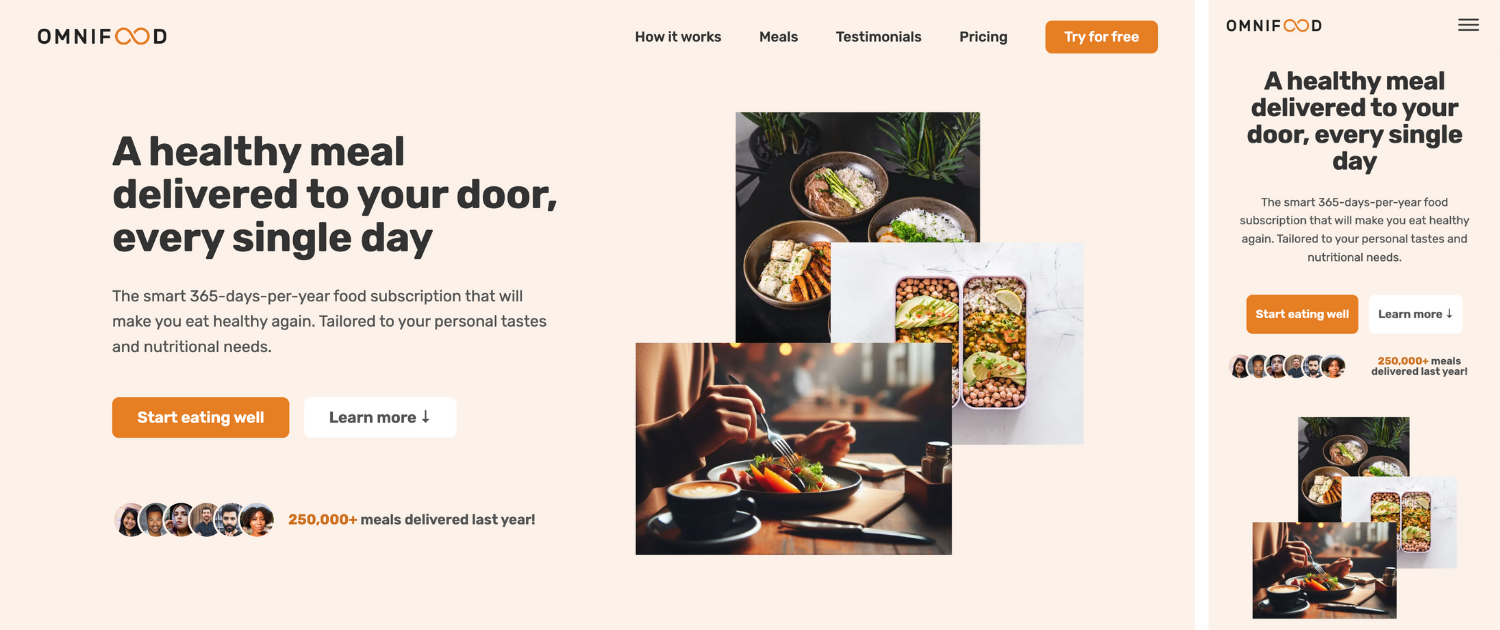 OMNIFOOD
How it works
Meals
Testimonials
Pricing
Try for free
A healthy meal
delivered to your door,
every single day
The smart 365-days-per-year food subscription that will
make you eat healthy again. Tailored to your personal tastes
and nutritional needs.
Start eating well
Learn more ↓
250,000+ meals delivered last year!
OMNIFOOD
A healthy meal
delivered to your
door, every single
day
The smart 365-days-per-year food
subscription that will make you eat healthy
again. Tailored to your personal tastes and
nutritional needs.
Start eating well
Learn more ↓
250,000+ meals
delivered last year!